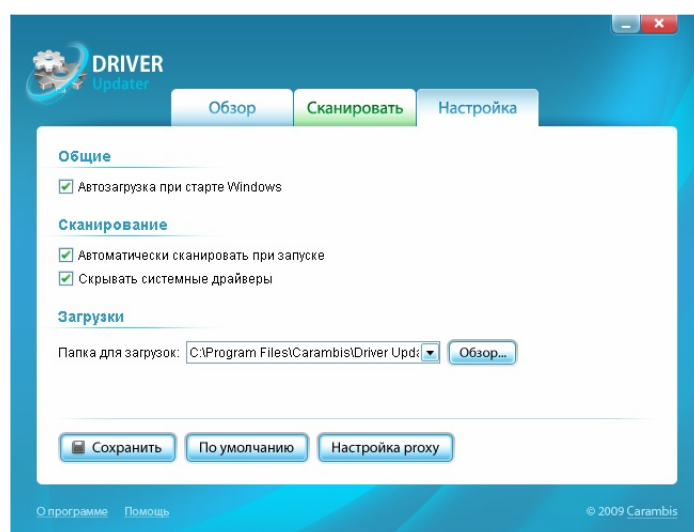 DRIVER
Updater
Обзор
Сканировать
Настройка
Общие
Автозагрузка при старте Windows
Сканирование
Автоматически сканировать при запуске
Скрывать системные драйверы
Загрузки
Папка для загрузок: C:\Program Files\Carambis\Driver Upd Обзор...
Сохранить
По умолчанию
Настройка proxy
О программе Помощь © 2009 Carambis